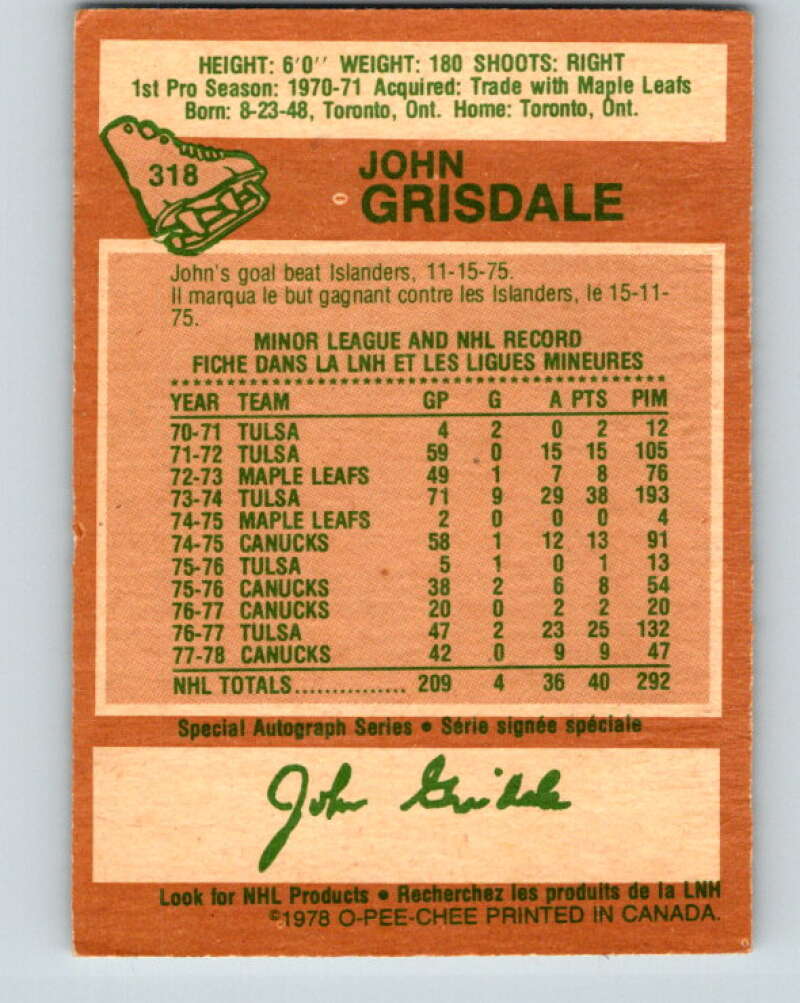 HEIGHT: 6'0'' WEIGHT: 180 SHOOTS: RIGHT
1st Pro Season: 1970-71 Acquired: Trade with Maple Leafs
Born: 8-23-48, Toronto, Ont. Home: Toronto, Ont.
318
JOHN
GRISDALE
John's goal beat Islanders, 11-15-75.
Il marqua le but gagnant contre les Islanders, le 15-11-
75.
MINOR LEAGUE AND NHL RECORD
FICHE DANS LA LNH ET LES LIGUES MINEURES
YEAR TEAM GP G A PTS PIM
70-71 TULSA 4 2 0 2 12
71-72 TULSA 59 0 15 15 105
72-73 MAPLE LEAFS 49 1 7 8 76
73-74 TULSA 71 9 29 38 193
74-75 MAPLE LEAFS 2 0 0 0 4
74-75 CANUCKS 58 1 12 13 91
75-76 TULSA 5 1 0 1 13
75-76 CANUCKS 38 2 6 8 54
76-77 CANUCKS 20 0 2 2 20
76-77 TULSA 47 2 23 25 132
77-78 CANUCKS 42 0 9 9 47
NHL TOTALS............... 209 4 36 40 292
Special Autograph Series • Série signée spéciale
John Grisdale
Look for NHL Products • Recherchez les produits de la LNH
©1978 O-PEE-CHEE PRINTED IN CANADA.